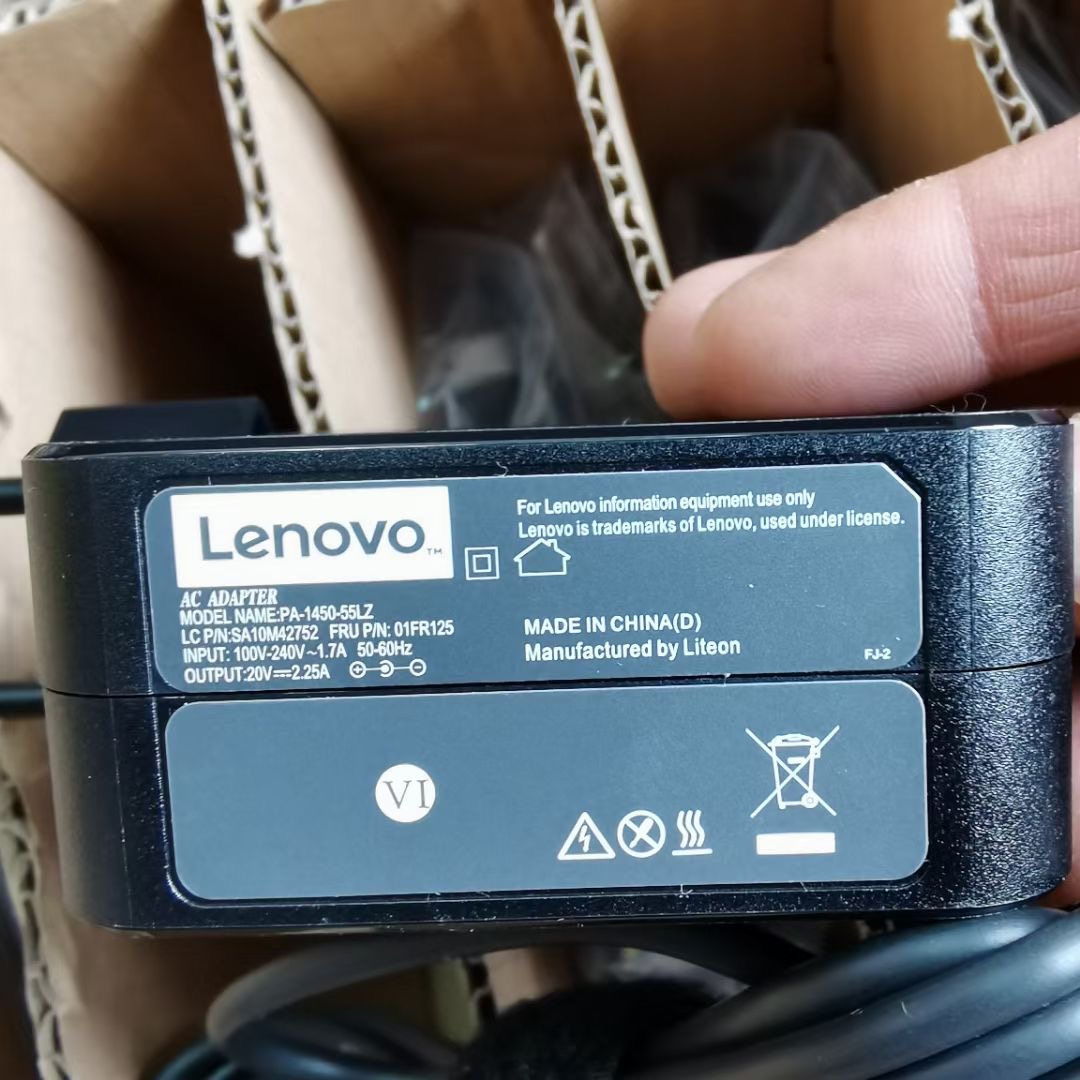 Lenovo™
For Lenovo information equipment use only
Lenovo is trademarks of Lenovo, used under license.
AC ADAPTER
MODEL NAME:PA-1450-55LZ
LC P/N:SA10M42752 FRU P/N: 01FR125
INPUT: 100V-240V~1.7A 50-60Hz
OUTPUT:20V⎓2.25A
MADE IN CHINA(D)
Manufactured by Liteon
FJ-2
VI